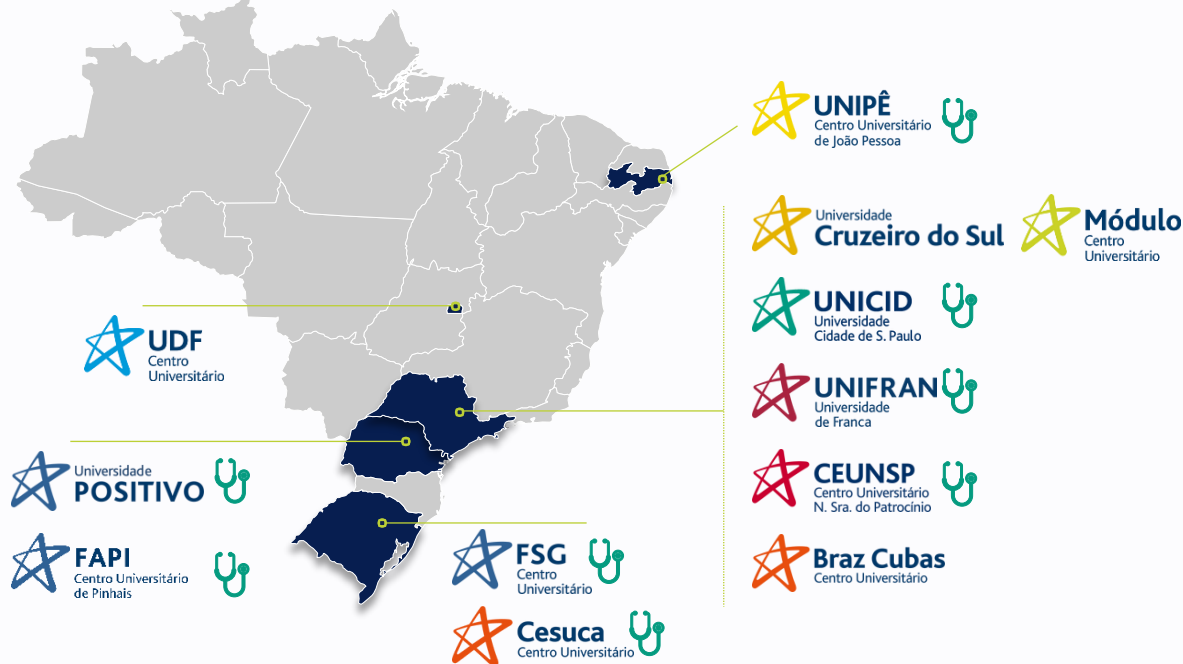 UNIPÊ
Centro Universitário
de João Pessoa
Universidade
Cruzeiro do Sul
Módulo
Centro
Universitário
UNICID
Universidade
Cidade de S. Paulo
UDF
Centro
Universitário
UNIFRAN
Universidade
de Franca
Universidade
POSITIVO
CEUNSP
Centro Universitário
N. Sra. do Patrocínio
FAPI
Centro Universitário
de Pinhais
FSG
Centro
Universitário
Braz Cubas
Centro Universitário
Cesuca
Centro Universitário